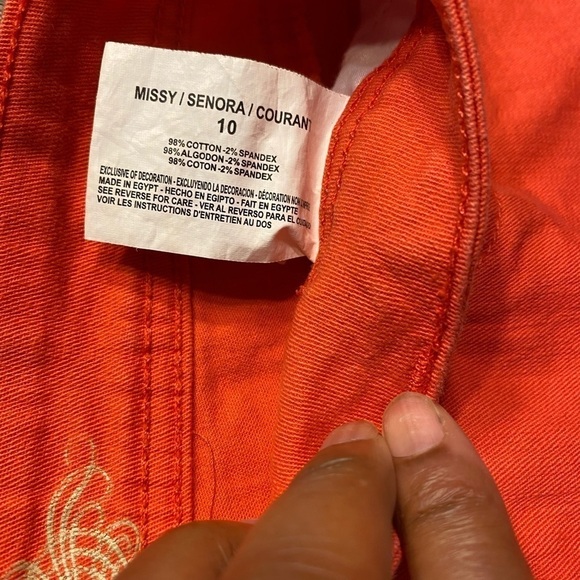 MISSY / SENORA / COURANT
10
98% COTTON-2% SPANDEX
98% ALGODON-2% SPANDEX
98% COTON-2% SPANDEX
EXCLUSIVE OF DECORATION - EXCLUYENDO LA DECORACION - DÉCORATION NON
MADE IN EGYPT - HECHO EN EGIPTO - FAIT EN EGYPTE
SEE REVERSE FOR CARE - VER AL REVERSO PARA EL
VOIR LES INSTRUCTIONS D'ENTRETIEN AU DOS